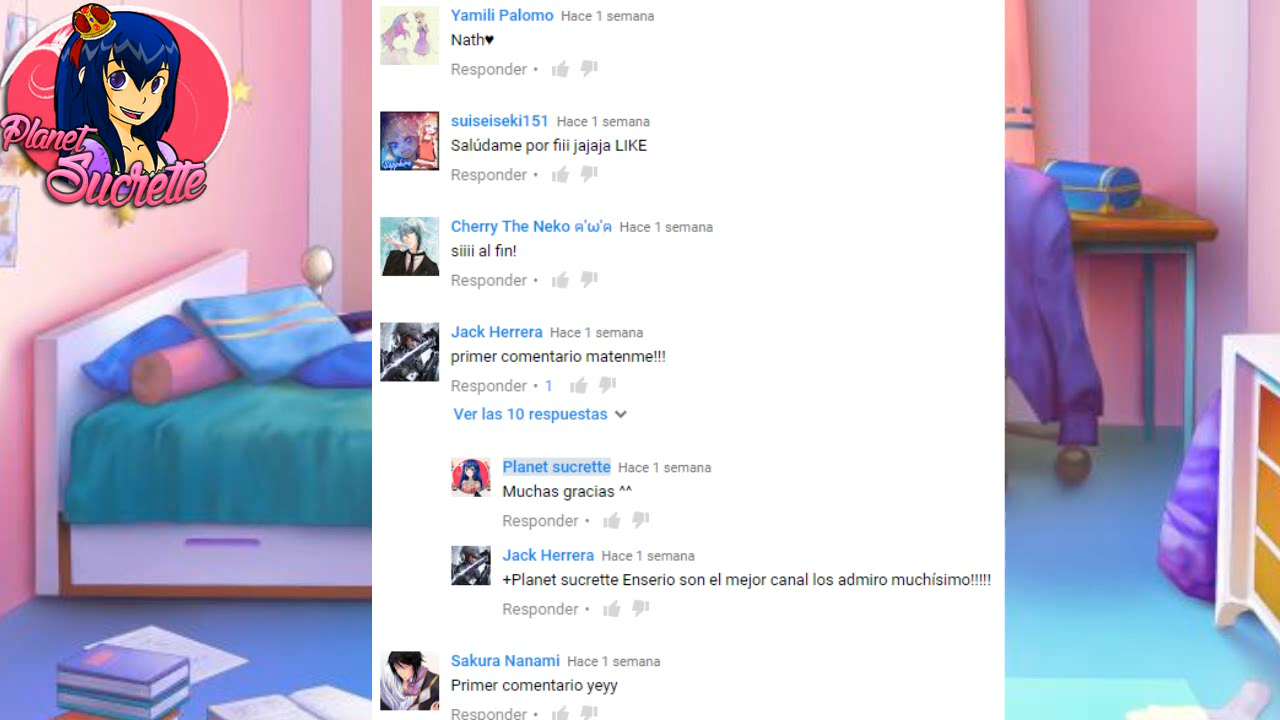 Planet
Sucrette
Yamili Palomo Hace 1 semana
Nath♥
Responder •
suiseiseki151 Hace 1 semana
Salúdame por fiii jajaja LIKE
Responder •
Cherry The Neko ฅ'ω'ฅ Hace 1 semana
siiii al fin!
Responder •
Jack Herrera Hace 1 semana
primer comentario matenme!!!
Responder • 1
Ver las 10 respuestas
Planet sucrette Hace 1 semana
Muchas gracias ^^
Responder •
Jack Herrera Hace 1 semana
+Planet sucrette Enserio son el mejor canal los admiro muchísimo!!!!!
Responder •
Sakura Nanami Hace 1 semana
Primer comentario yeyy
Responder •